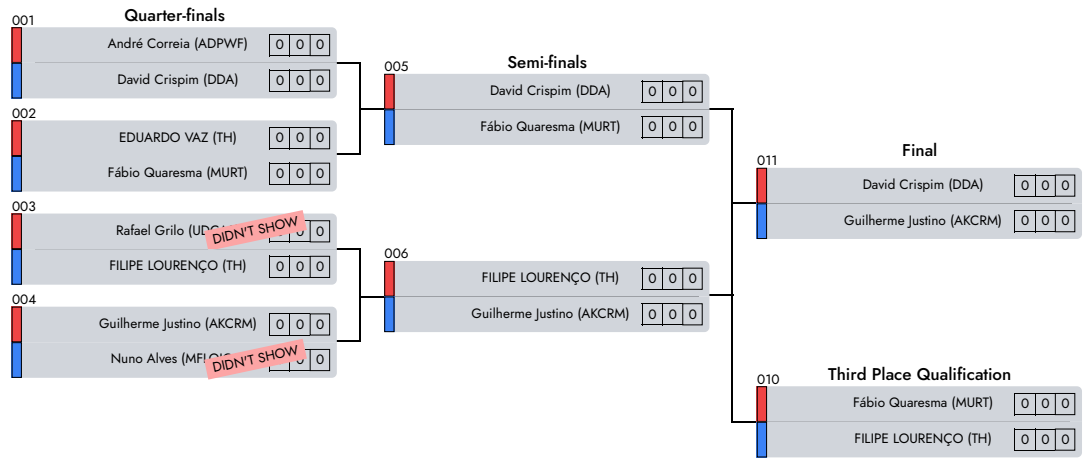 Quarter-finals
001
André Correia (ADPWF) 0 0 0
David Crispim (DDA) 0 0 0
002
EDUARDO VAZ (TH) 0 0 0
Fábio Quaresma (MURT) 0 0 0
003
Rafael Grilo 0
DIDN'T SHOW
FILIPE LOURENÇO (TH) 0 0 0
004
Guilherme Justino (AKCRM) 0 0 0
Nuno Alves 0 0
DIDN'T SHOW
Semi-finals
005
David Crispim (DDA) 0 0 0
Fábio Quaresma (MURT) 0 0 0
006
FILIPE LOURENÇO (TH) 0 0 0
Guilherme Justino (AKCRM) 0 0 0
Final
011
David Crispim (DDA) 0 0 0
Guilherme Justino (AKCRM) 0 0 0
Third Place Qualification
010
Fábio Quaresma (MURT) 0 0 0
FILIPE LOURENÇO (TH) 0 0 0